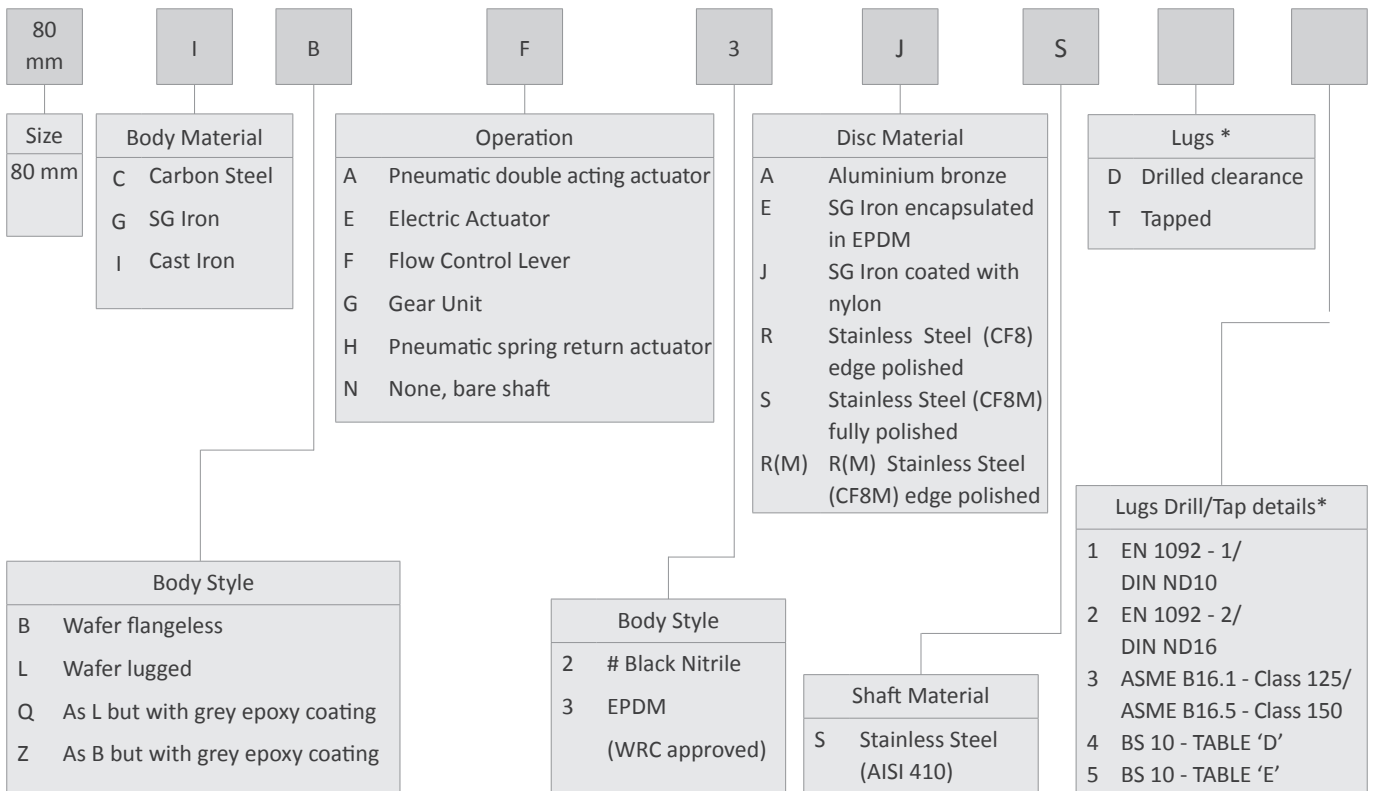 80
mm
I
B
F
3
J
S
Size
80 mm
Body Material
C Carbon Steel
G SG Iron
I Cast Iron
Operation
A Pneumatic double acting actuator
E Electric Actuator
F Flow Control Lever
G Gear Unit
H Pneumatic spring return actuator
N None, bare shaft
Disc Material
A Aluminium bronze
E SG Iron encapsulated
in EPDM
J SG Iron coated with
nylon
R Stainless Steel (CF8)
edge polished
S Stainless Steel (CF8M)
fully polished
R(M) R(M) Stainless Steel
(CF8M) edge polished
Lugs *
D Drilled clearance
T Tapped
Body Style
B Wafer flangeless
L Wafer lugged
Q As L but with grey epoxy coating
Z As B but with grey epoxy coating
Body Style
2 # Black Nitrile
3 EPDM
(WRC approved)
Shaft Material
S Stainless Steel
(AISI 410)
Lugs Drill/Tap details*
1 EN 1092 - 1/
DIN ND10
2 EN 1092 - 2/
DIN ND16
3 ASME B16.1 - Class 125/
ASME B16.5 - Class 150
4 BS 10 - TABLE ‘D’
5 BS 10 - TABLE ‘E’